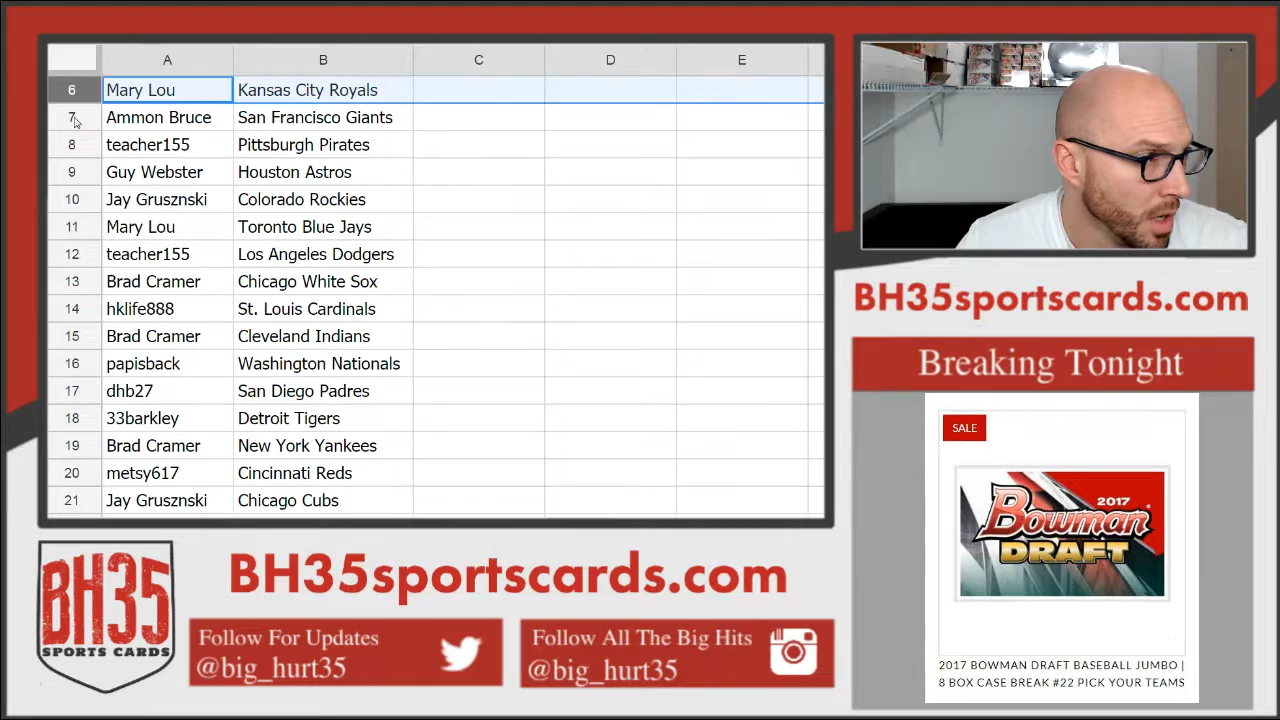 A B C D E
6 Mary Lou Kansas City Royals
7 Ammon Bruce San Francisco Giants
8 teacher155 Pittsburgh Pirates
9 Guy Webster Houston Astros
10 Jay Grusznski Colorado Rockies
11 Mary Lou Toronto Blue Jays
12 teacher155 Los Angeles Dodgers
13 Brad Cramer Chicago White Sox
14 hklife888 St. Louis Cardinals
15 Brad Cramer Cleveland Indians
16 papisback Washington Nationals
17 dhb27 San Diego Padres
18 33barkley Detroit Tigers
19 Brad Cramer New York Yankees
20 metsy617 Cincinnati Reds
21 Jay Grusznski Chicago Cubs
BH35sportscards.com
Breaking Tonight
SALE
2017
Bowman
DRAFT
2017 BOWMAN DRAFT BASEBALL JUMBO |
8 BOX CASE BREAK #22 PICK YOUR TEAMS
BH35
SPORTS CARDS
BH35sportscards.com
Follow For Updates
@big_hurt35
Follow All The Big Hits
@big_hurt35